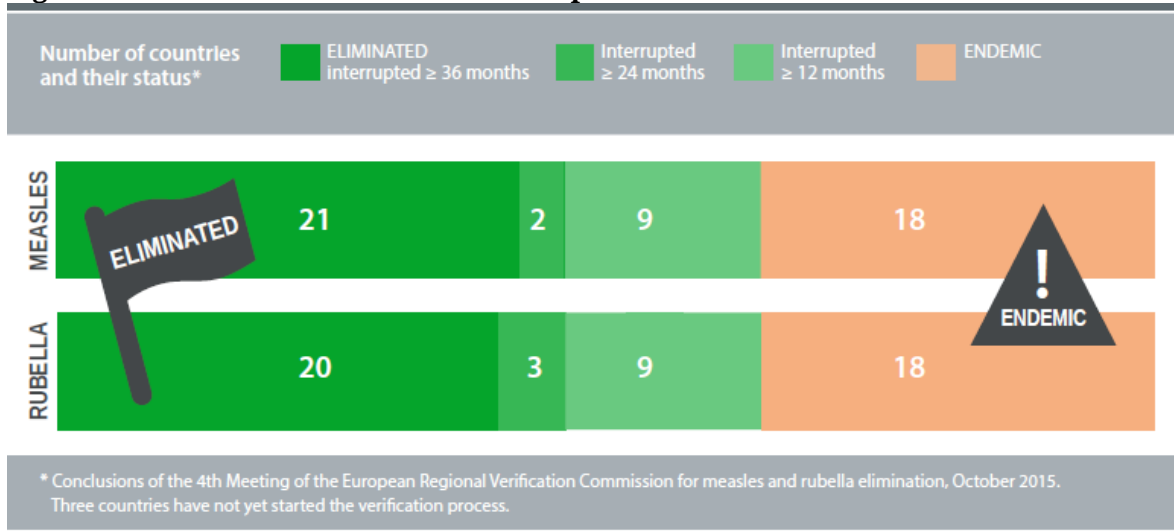 Number of countries
and their status*
ELIMINATED
interrupted ≥ 36 months
Interrupted
≥ 24 months
Interrupted
≥ 12 months
ENDEMIC
MEASLES
ELIMINATED
21
2
9
18
!
ENDEMIC
RUBELLA
20
3
9
18
* Conclusions of the 4th Meeting of the European Regional Verification Commission for measles and rubella elimination, October 2015.
Three countries have not yet started the verification process.